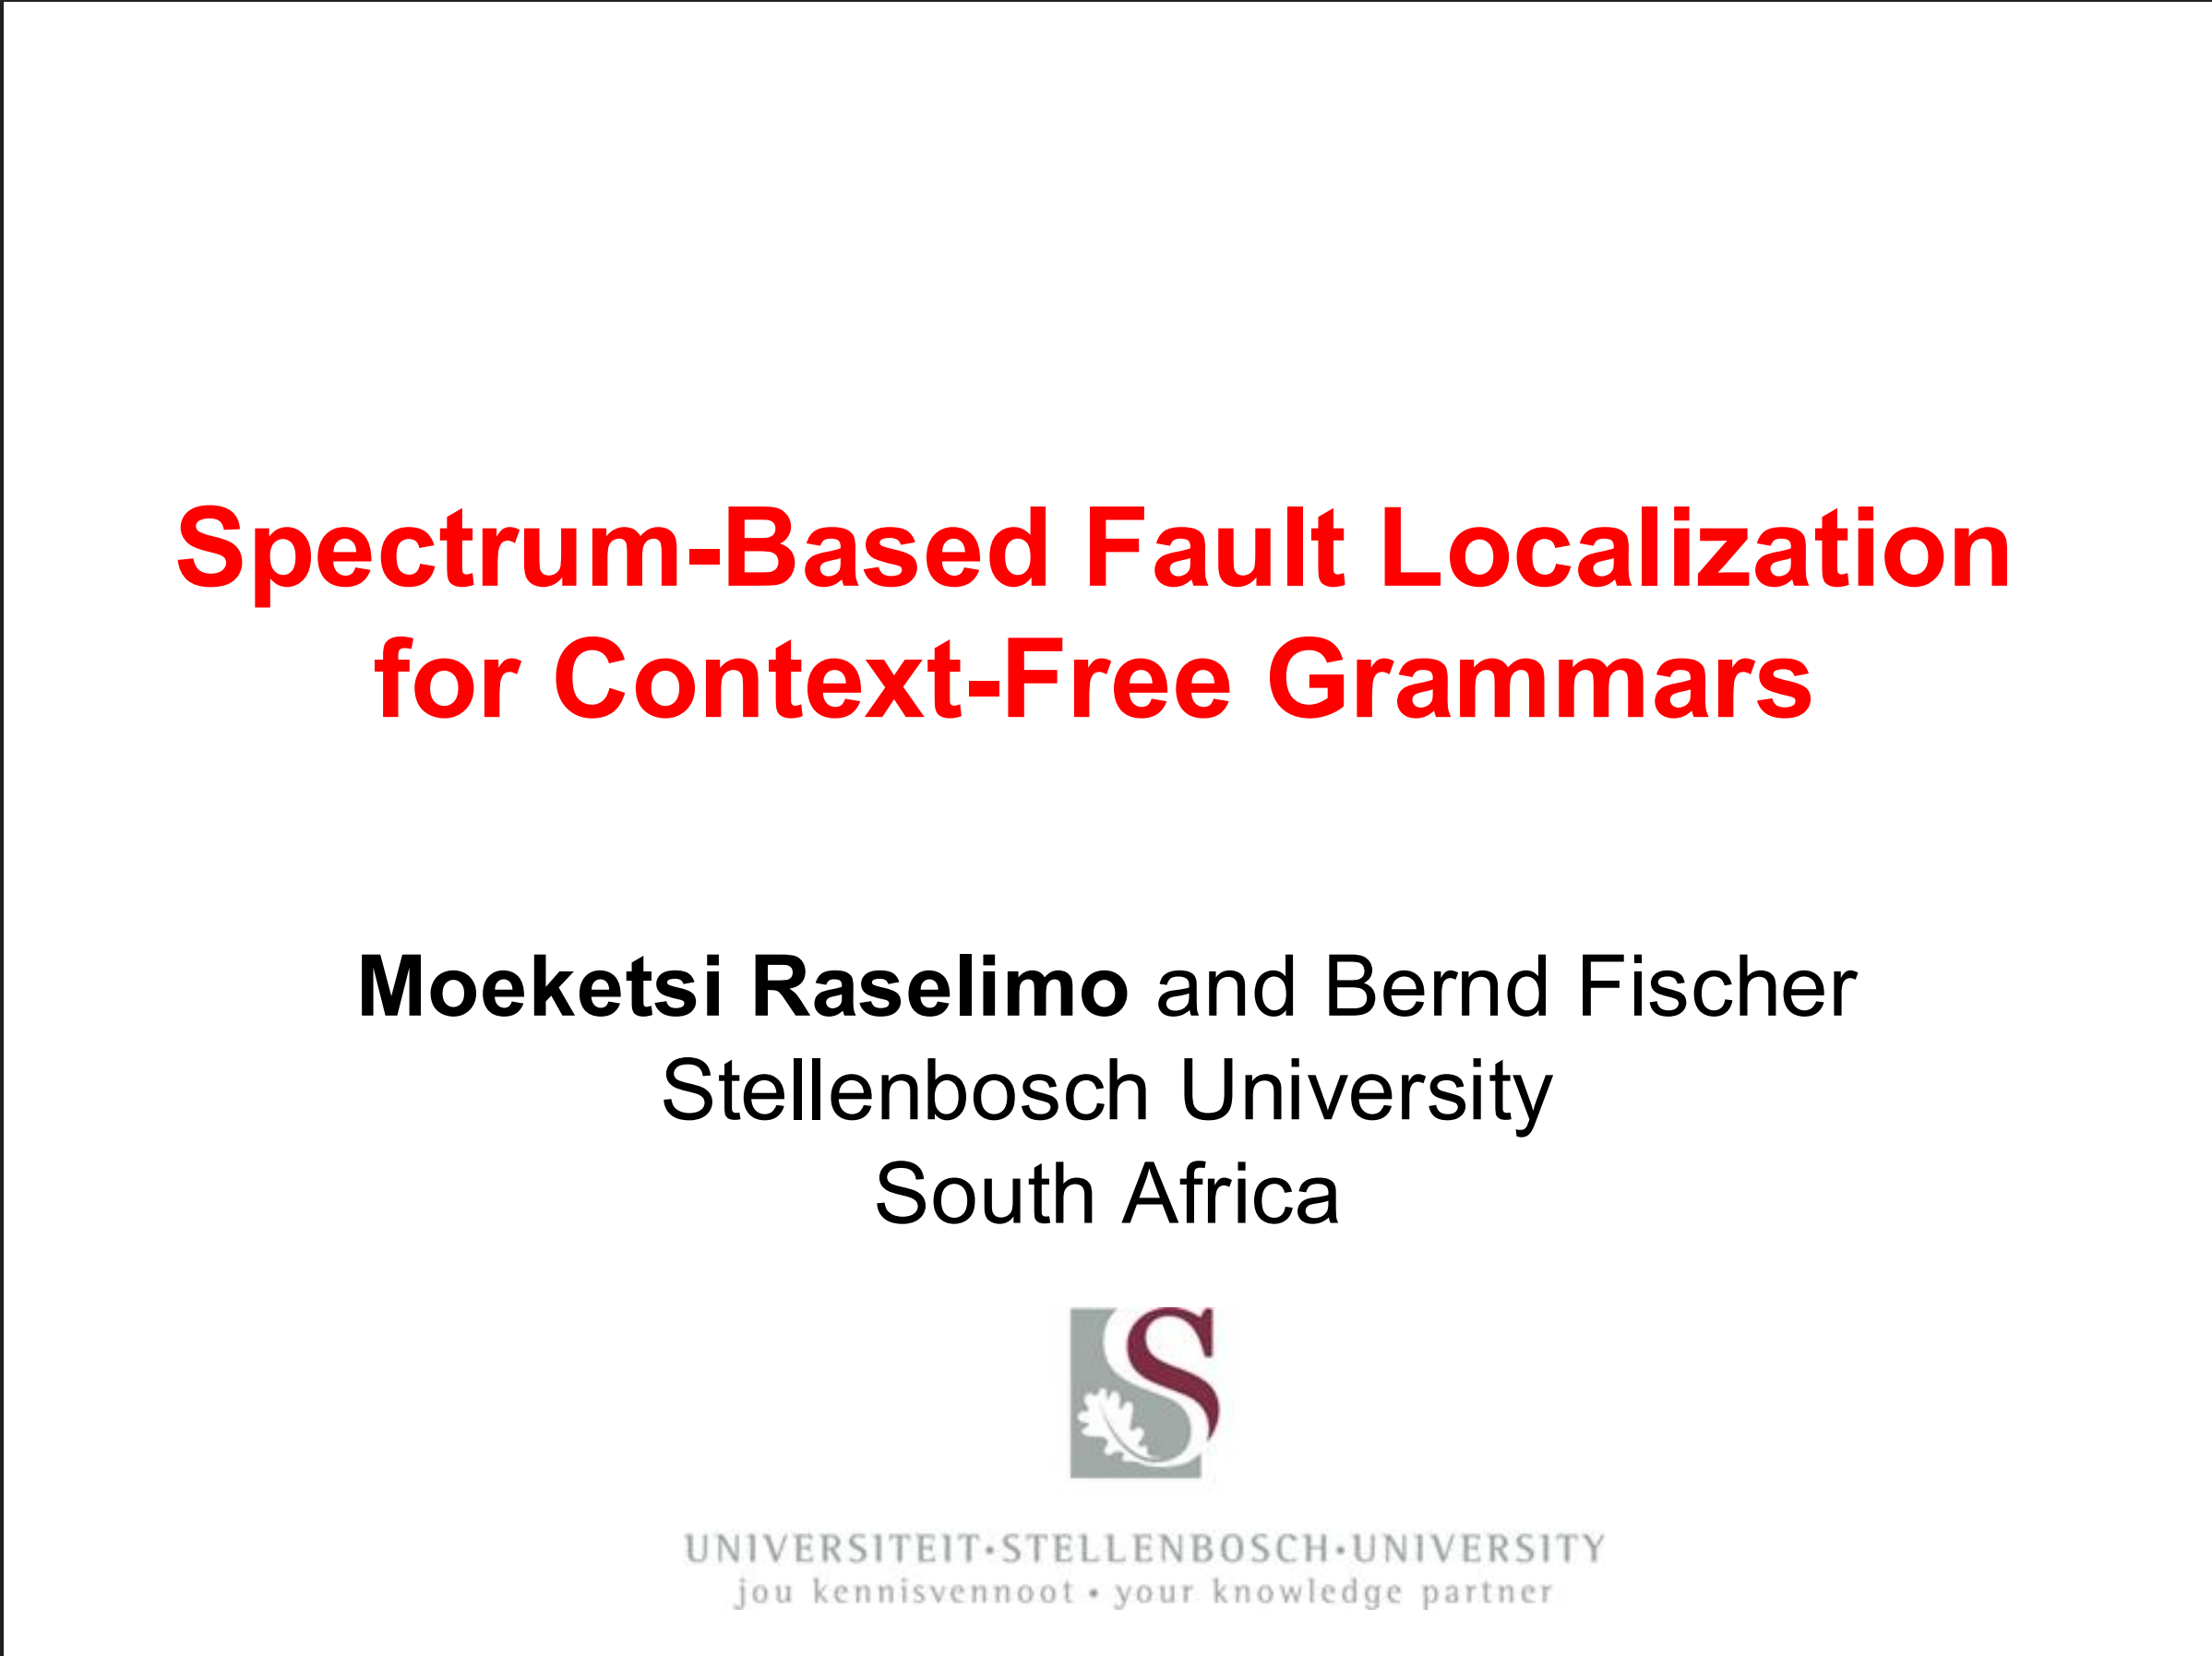 Spectrum-Based Fault Localization
for Context-Free Grammars
Moeketsi Raselimo and Bernd Fischer
Stellenbosch University
South Africa
UNIVERSITEIT•STELLENBOSCH•UNIVERSITY
jou kennisvennoot • your knowledge partner